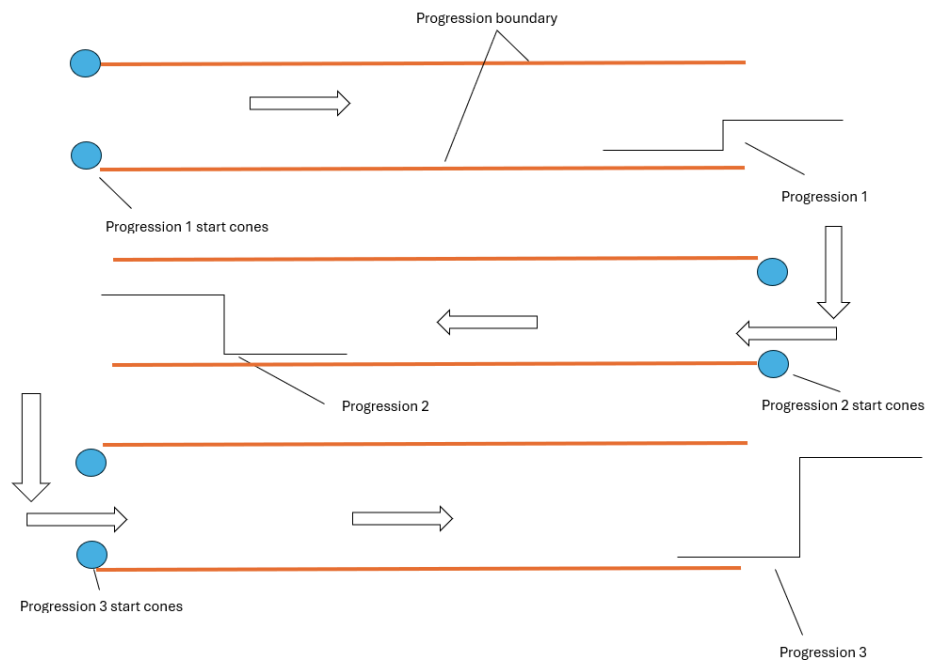 Progression boundary
Progression 1
Progression 1 start cones
Progression 2
Progression 2 start cones
Progression 3 start cones
Progression 3